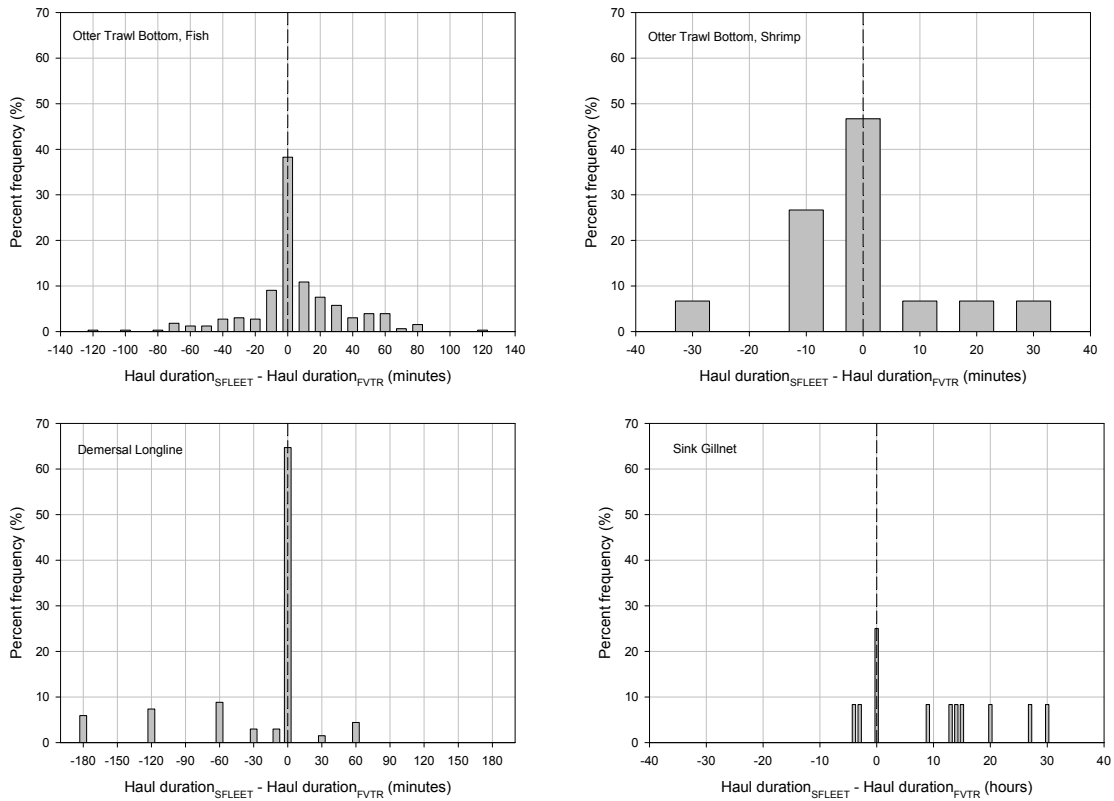 Otter Trawl Bottom, Fish
Percent frequency (%)
70
60
50
40
30
20
10
0
-140 -120 -100 -80 -60 -40 -20 0 20 40 60 80 100 120 140
Haul durationSFLEET - Haul durationFVTR (minutes)
Otter Trawl Bottom, Shrimp
Percent frequency (%)
70
60
50
40
30
20
10
0
-40 -30 -20 -10 0 10 20 30 40
Haul durationSFLEET - Haul durationFVTR (minutes)
Demersal Longline
Percent frequency (%)
70
60
50
40
30
20
10
0
-180 -150 -120 -90 -60 -30 0 30 60 90 120 150 180
Haul durationSFLEET - Haul durationFVTR (minutes)
Sink Gillnet
Percent frequency (%)
70
60
50
40
30
20
10
0
-40 -30 -20 -10 0 10 20 30 40
Haul durationSFLEET - Haul durationFVTR (hours)